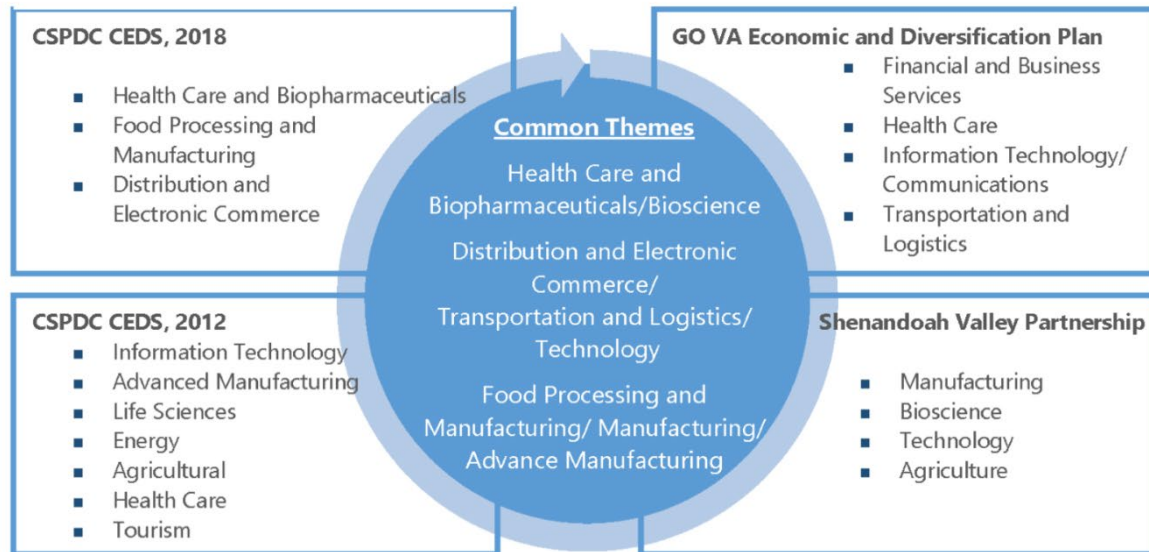 CSPDC CEDS, 2018
Health Care and Biopharmaceuticals
Food Processing and
Manufacturing
Distribution and
Electronic Commerce
GO VA Economic and Diversification Plan
Financial and Business
Services
Health Care
Information Technology/
Communications
Transportation and
Logistics
Common Themes
Health Care and
Biopharmaceuticals/Bioscience
Distribution and Electronic
Commerce/
Transportation and Logistics/
Technology
Food Processing and
Manufacturing/ Manufacturing/
Advance Manufacturing
CSPDC CEDS, 2012
Information Technology
Advanced Manufacturing
Life Sciences
Energy
Agricultural
Health Care
Tourism
Shenandoah Valley Partnership
Manufacturing
Bioscience
Technology
Agriculture